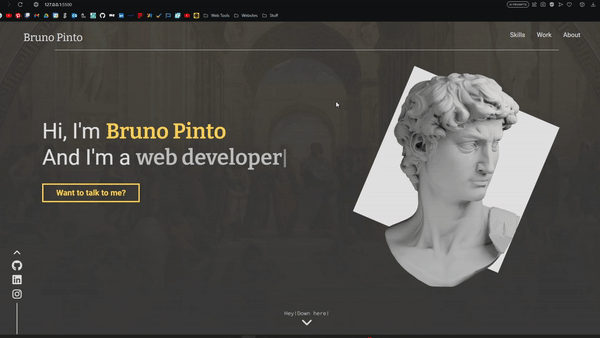 127.0.0.1:5500
Web Tools
Websites
Stuff
Bruno Pinto
Skills
Work
About
Hi, I'm Bruno Pinto
And I'm a web developer|
Want to talk to me?
Hey!Down here!